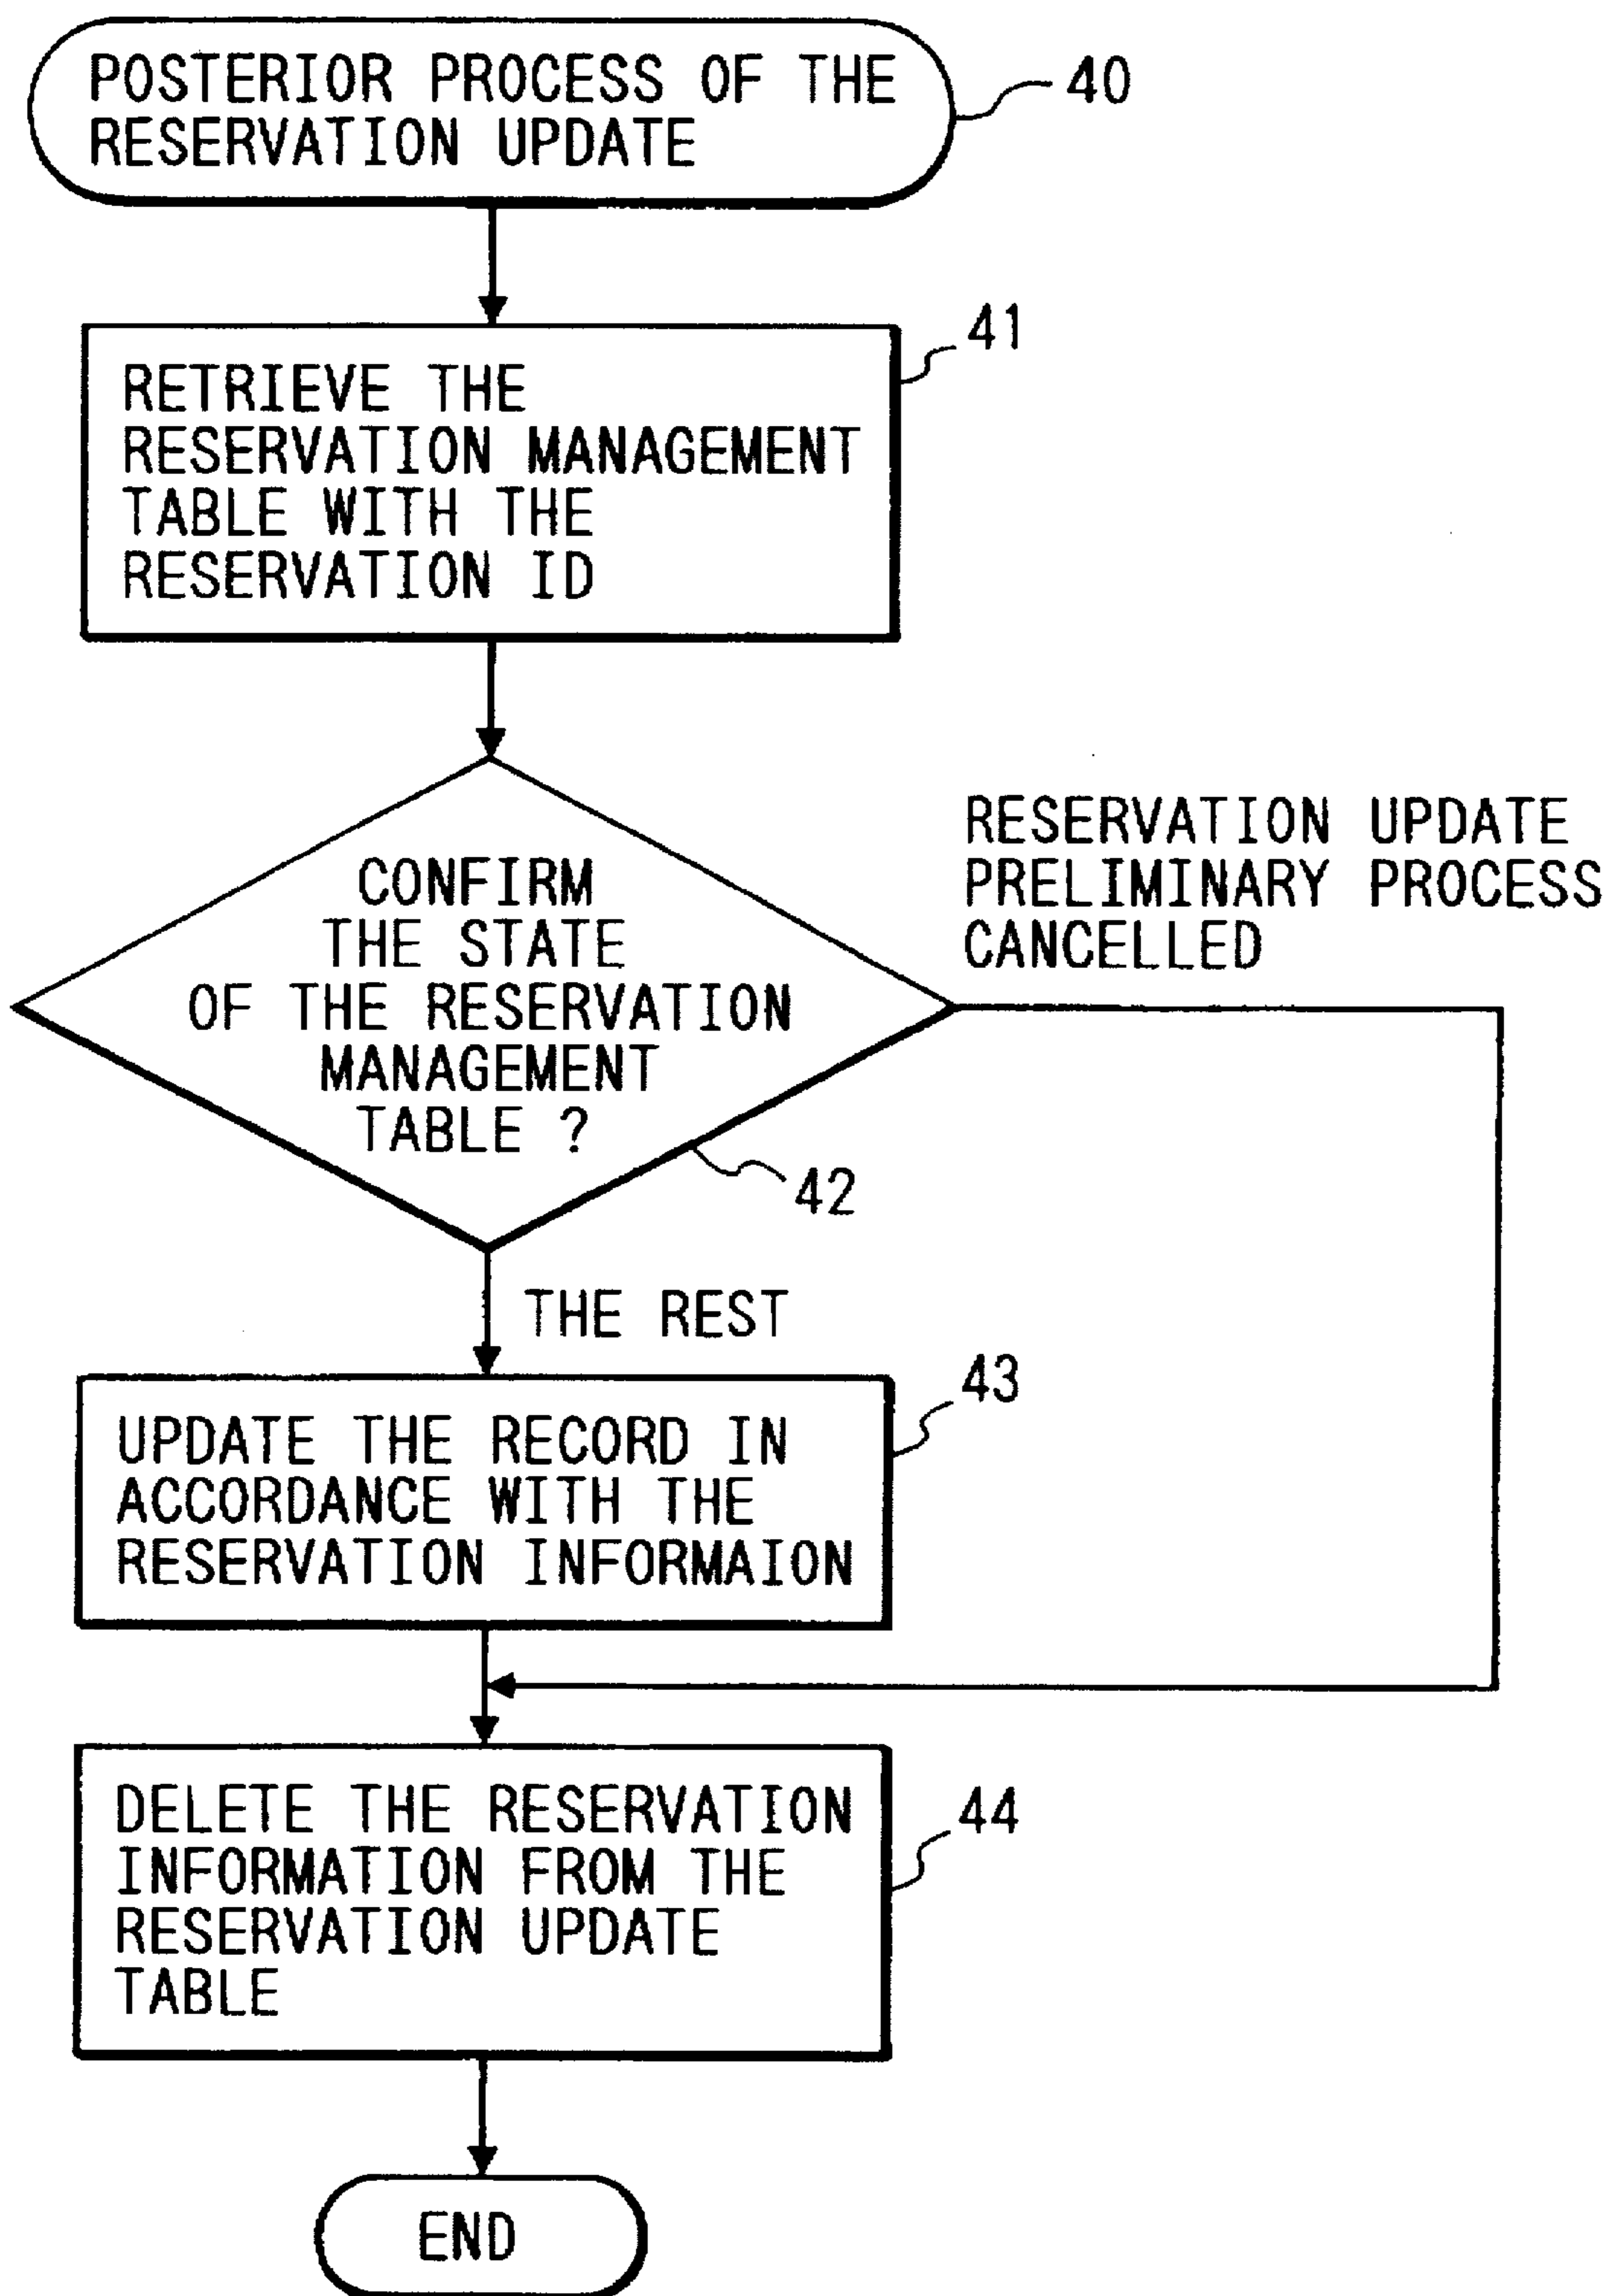 POSTERIOR PROCESS OF THE
RESERVATION UPDATE
40
41
RETRIEVE THE
RESERVATION MANAGEMENT
TABLE WITH THE
RESERVATION ID
RESERVATION UPDATE
PRELIMINARY PROCESS
CANCELLED
CONFIRM
THE STATE
OF THE RESERVATION
MANAGEMENT
TABLE ?
42
THE REST
43
UPDATE THE RECORD IN
ACCORDANCE WITH THE
RESERVATION INFORMAION
44
DELETE THE RESERVATION
INFORMATION FROM THE
RESERVATION UPDATE
TABLE
END